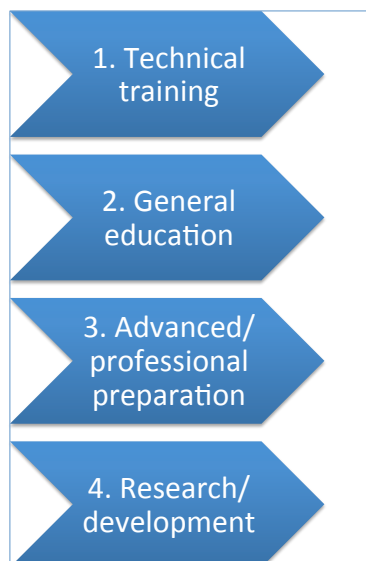 1. Technical
training
2. General
education
3. Advanced/
professional
preparation
4. Research/
development